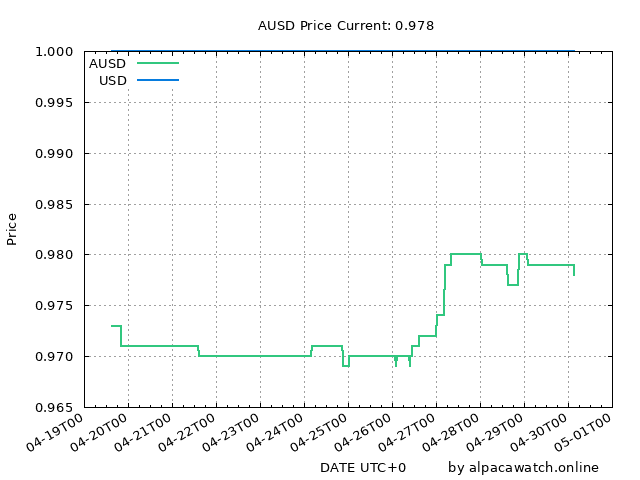 AUSD Price Current: 0.978
1.000
AUSD
USD
0.995
0.990
0.985
0.980
0.975
0.970
0.965
Price
04-19T00
04-20T00
04-21T00
04-22T00
04-23T00
04-24T00
04-25T00
04-26T00
04-27T00
04-28T00
04-29T00
04-30T00
05-01T00
DATE UTC+0
by alpacawatch.online